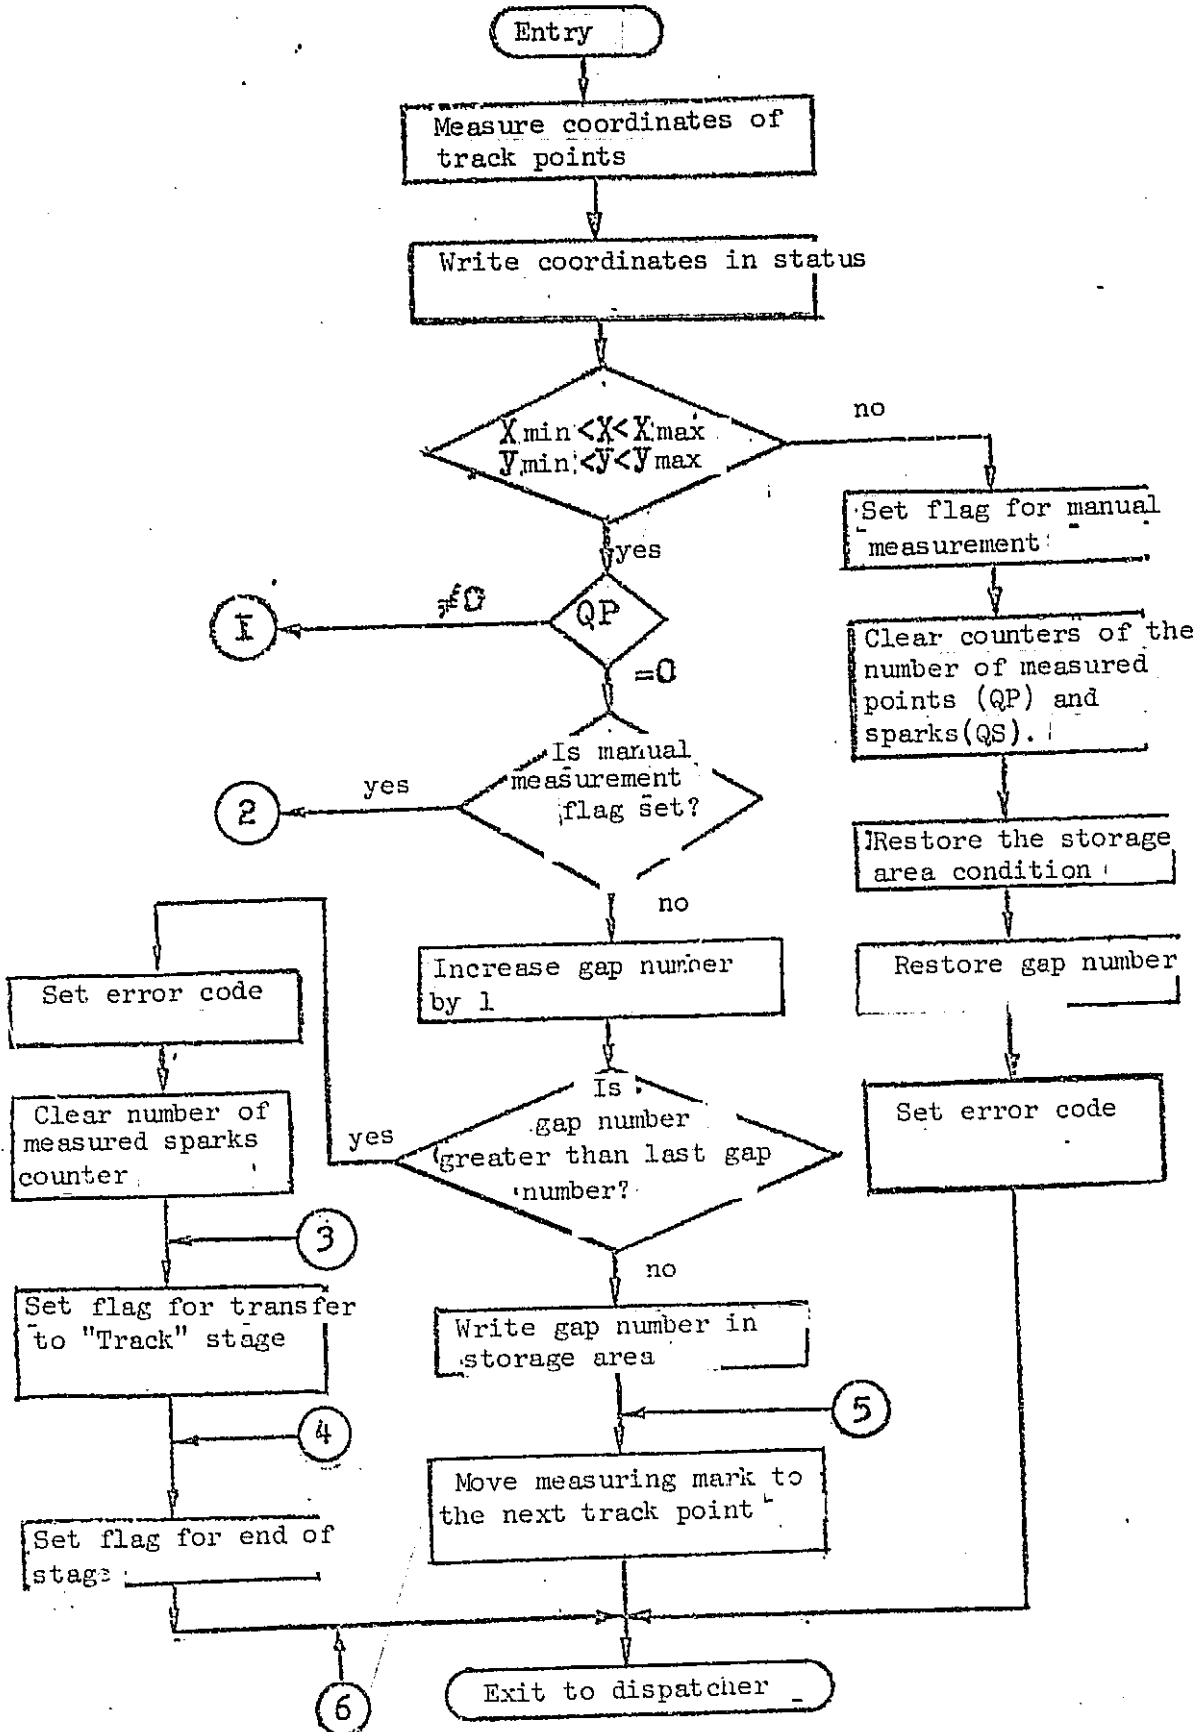 Entry
Measure coordinates of
track points
Write coordinates in status
X min < X < X max
y min < y < y max
no
yes
Set flag for manual
measurement
QP
≠0
I
=0
Clear counters of the
number of measured
points (QP) and
sparks(QS).
Is manual
measurement
flag set?
yes
2
no
Restore the storage
area condition
Increase gap number
by 1
Restore gap number
Set error code
Is
gap number
greater than last gap
number?
yes
Clear number of
measured sparks
counter
Set error code
3
no
Set flag for transfer
to "Track" stage
Write gap number in
storage area
5
4
Move measuring mark to
the next track point
Set flag for end of
stage
6
Exit to dispatcher